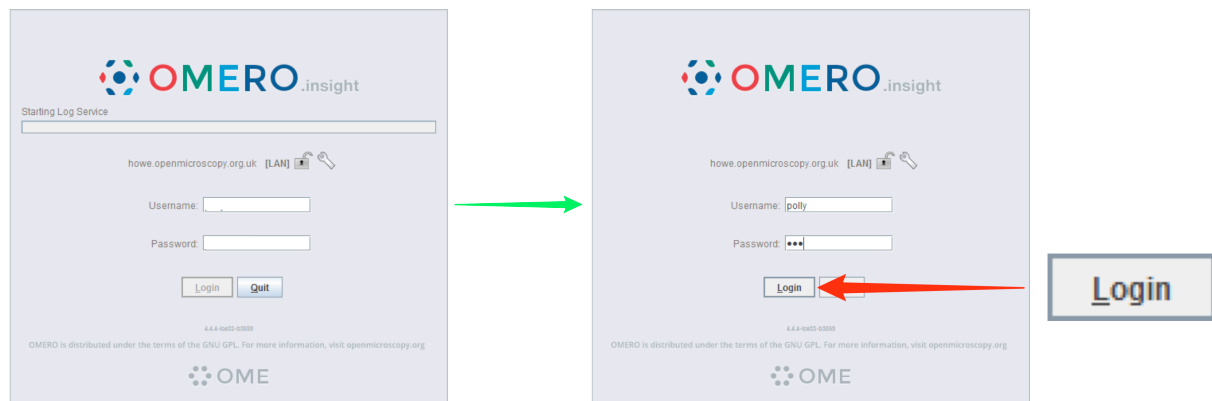 OMERO.insight
Starting Log Service
howe.openmicroscopy.org.uk [LAN]
Username:
Password:
Login Quit
OMERO is distributed under the terms of the GNU GPL. For more information, visit openmicroscopy.org
OME
OMERO.insight
howe.openmicroscopy.org.uk [LAN]
Username: polly
Password: •••
Login
OMERO is distributed under the terms of the GNU GPL. For more information, visit openmicroscopy.org
OME
Login